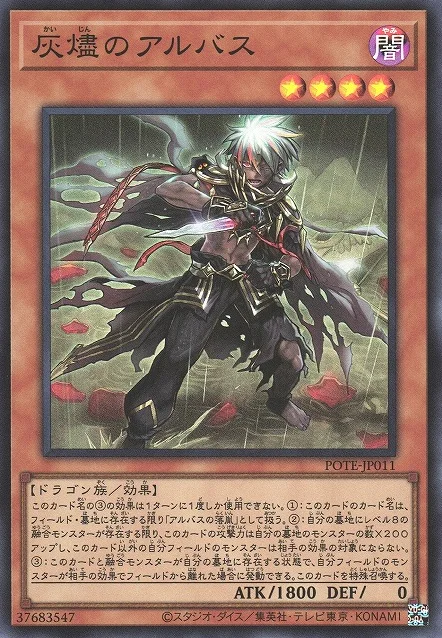 灰燼のアルバス
闇
POTE-JP011
【ドラゴン族／効果】
このカード名の③の効果は1ターンに1度しか使用できない。①：このカードのカード名は、
フィールド・墓地に存在する限り「アルバスの落胤」として扱う。②：自分の墓地にレベル8の
融合モンスターが存在する限り、このカードの攻撃力は自分の墓地のモンスターの数×200
アップし、このカード以外の自分フィールドのモンスターは相手の効果の対象にならない。
③：このカードと融合モンスターが自分の墓地に存在する状態で、自分フィールドのモン
スターが相手の効果でフィールドから離れた場合に発動できる。このカードを特殊召喚する。
ATK/1800 DEF/ 0
37683547 ©スタジオ・ダイス／集英社・テレビ東京・KONAMI